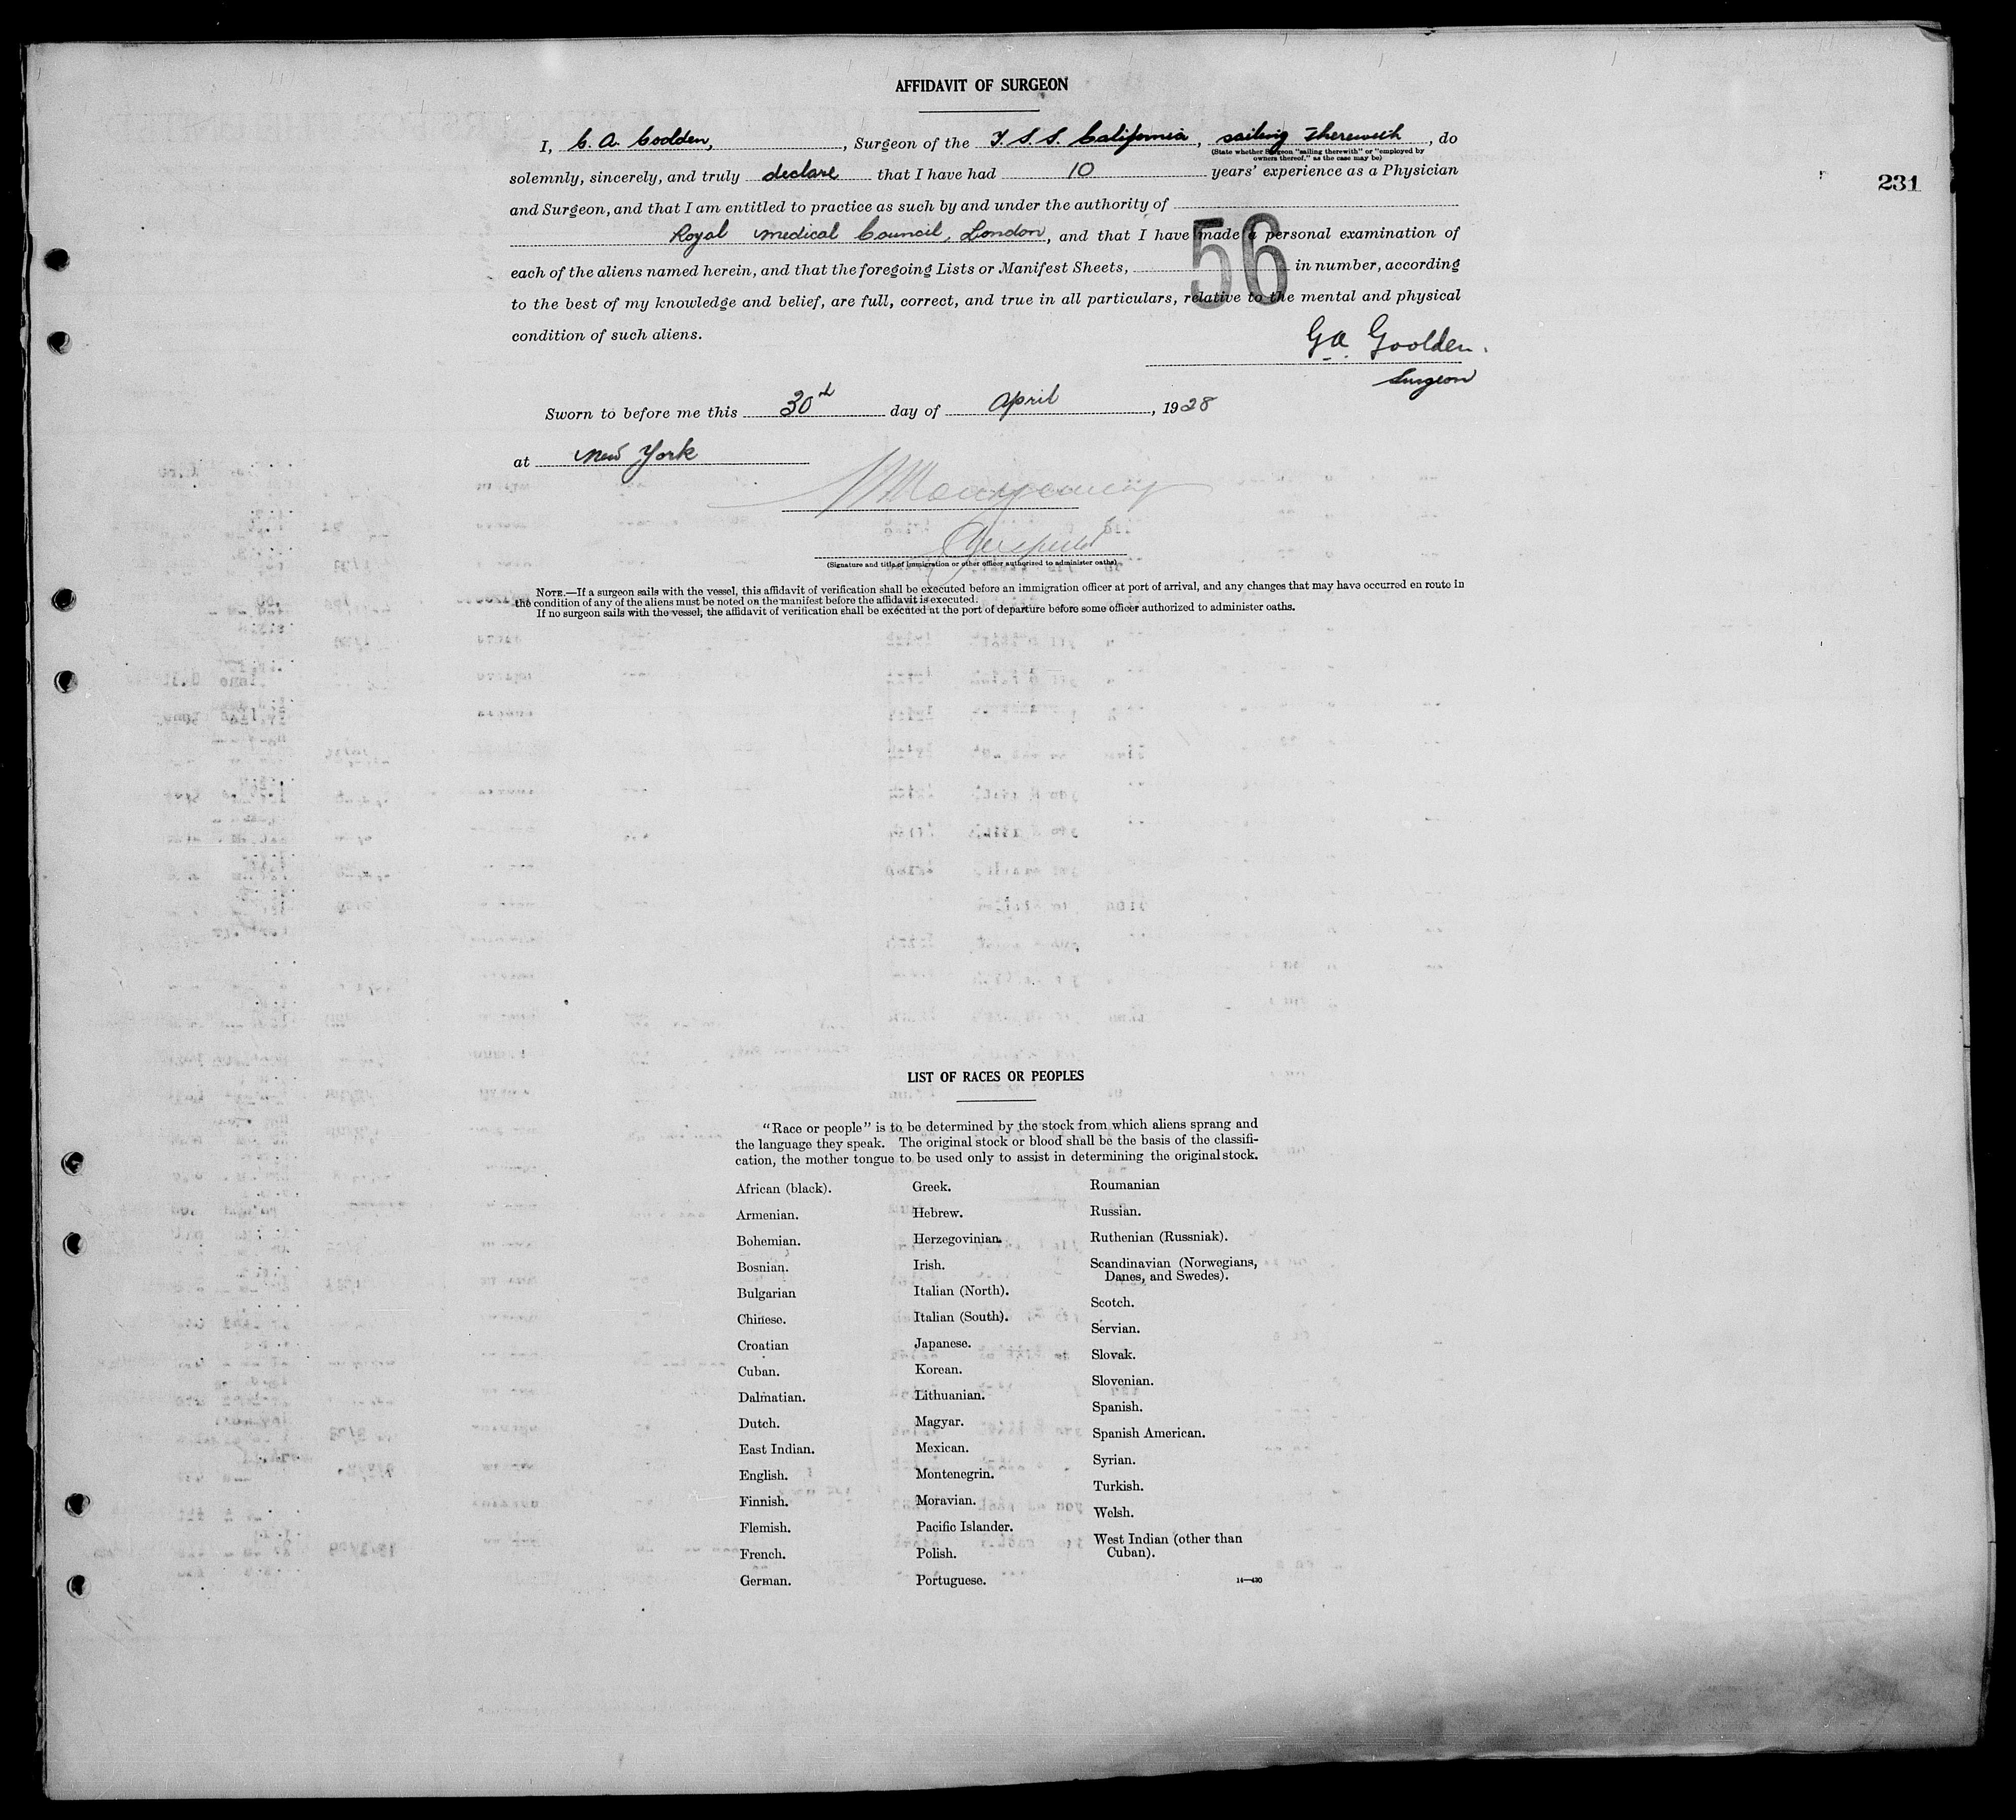 AFFIDAVIT OF SURGEON
I, C. A. Codden, , Surgeon of the T. S. S. California , sailing therewith , do
(State whether Surgeon "sailing therewith" or "employed by
owners thereof," as the case may be)
solemnly, sincerely, and truly declare that I have had 10 years' experience as a Physician
231
and Surgeon, and that I am entitled to practice as such by and under the authority of
Royal Medical Council, London, and that I have made a personal examination of
56
each of the aliens named herein, and that the foregoing Lists or Manifest Sheets, in number, according
to the best of my knowledge and belief, are full, correct, and true in all particulars, relative to the mental and physical
condition of such aliens.
G A Goolden.
Surgeon
Sworn to before me this 30th day of April , 1928
at New York
(Signature and title of immigration or other officer authorized to administer oaths)
NOTE.—If a surgeon sails with the vessel, this affidavit of verification shall be executed before an immigration officer at port of arrival, and any changes that may have occurred en route in
the condition of any of the aliens must be noted on the manifest before the affidavit is executed.
If no surgeon sails with the vessel, the affidavit of verification shall be executed at the port of departure before some officer authorized to administer oaths.
LIST OF RACES OR PEOPLES
"Race or people" is to be determined by the stock from which aliens sprang and
the language they speak. The original stock or blood shall be the basis of the classifi-
cation, the mother tongue to be used only to assist in determining the original stock.
African (black).
Armenian.
Bohemian.
Bosnian.
Bulgarian
Chinese.
Croatian
Cuban.
Dalmatian.
Dutch.
East Indian.
English.
Finnish.
Flemish.
French.
German.
Greek.
Hebrew.
Herzegovinian.
Irish.
Italian (North).
Italian (South).
Japanese.
Korean.
Lithuanian.
Magyar.
Mexican.
Montenegrin.
Moravian.
Pacific Islander.
Polish.
Portuguese.
Roumanian
Russian.
Ruthenian (Russniak).
Scandinavian (Norwegians,
Danes, and Swedes).
Scotch.
Servian.
Slovak.
Slovenian.
Spanish.
Spanish American.
Syrian.
Turkish.
Welsh.
West Indian (other than
Cuban).
14—430